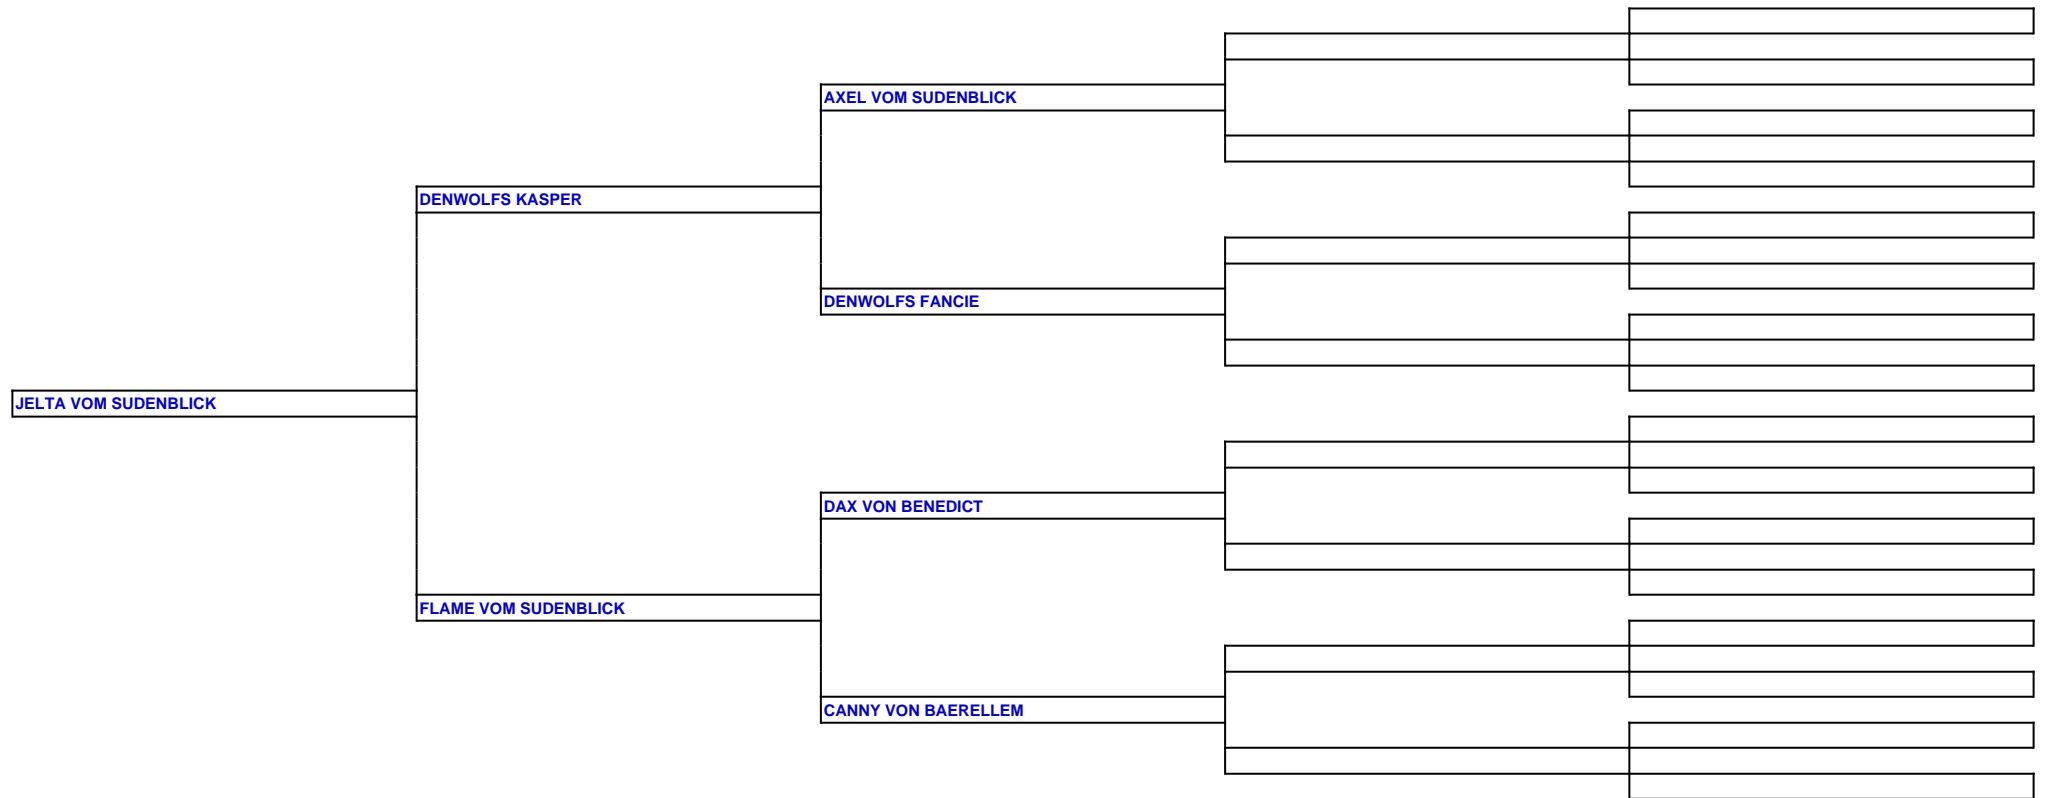 AXEL VOM SUDENBLICK
DENWOLFS KASPER
DENWOLFS FANCIE
JELTA VOM SUDENBLICK
DAX VON BENEDICT
FLAME VOM SUDENBLICK
CANNY VON BAERELLEM